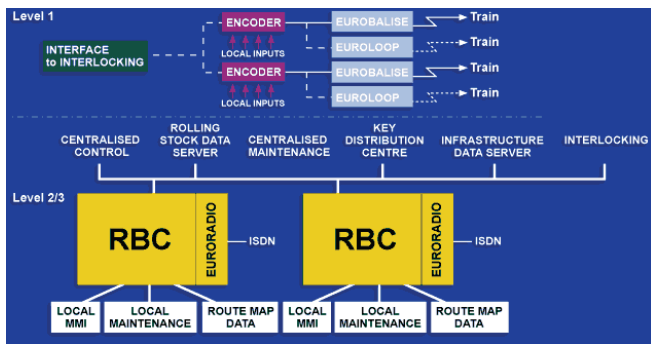 Level 1
ENCODER
EUROBALISE
Train
INTERFACE
to INTERLOCKING
LOCAL INPUTS
EUROLOOP
Train
ENCODER
EUROBALISE
Train
LOCAL INPUTS
EUROLOOP
Train
CENTRALISED
CONTROL
ROLLING
STOCK DATA
SERVER
CENTRALISED
MAINTENANCE
KEY
DISTRIBUTION
CENTRE
INFRASTRUCTURE
DATA SERVER
INTERLOCKING
Level 2/3
RBC
EURORADIO
ISDN
RBC
EURORADIO
ISDN
LOCAL
MMI
LOCAL
MAINTENANCE
ROUTE MAP
DATA
LOCAL
MMI
LOCAL
MAINTENANCE
ROUTE MAP
DATA